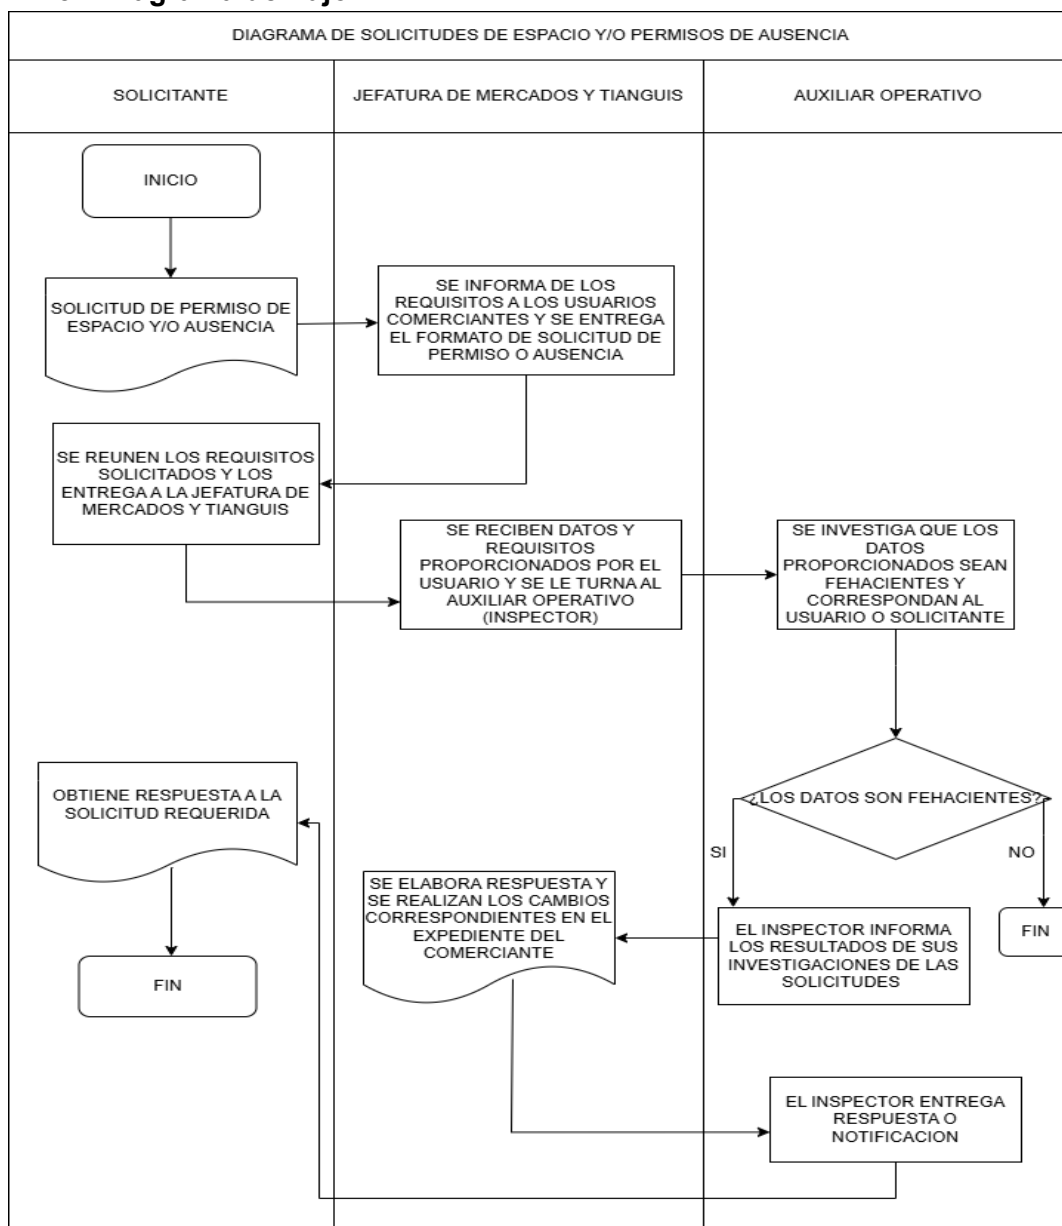 DIAGRAMA DE SOLICITUDES DE ESPACIO Y/O PERMISOS DE AUSENCIA
SOLICITANTE
JEFATURA DE MERCADOS Y TIANGUIS
AUXILIAR OPERATIVO
INICIO
SOLICITUD DE PERMISO DE
ESPACIO Y/O AUSENCIA
SE INFORMA DE LOS
REQUISITOS A LOS USUARIOS
COMERCIANTES Y SE ENTREGA
EL FORMATO DE SOLICITUD DE
PERMISO O AUSENCIA
SE REUNEN LOS REQUISITOS
SOLICITADOS Y LOS
ENTREGA A LA JEFATURA DE
MERCADOS Y TIANGUIS
SE RECIBEN DATOS Y
REQUISITOS
PROPORCIONADOS POR EL
USUARIO Y SE LE TURNA AL
AUXILIAR OPERATIVO
(INSPECTOR)
SE INVESTIGA QUE LOS
DATOS
PROPORCIONADOS SEAN
FEHACIENTES Y
CORRESPONDAN AL
USUARIO O SOLICITANTE
¿LOS DATOS SON FEHACIENTES?
SI
NO
EL INSPECTOR INFORMA
LOS RESULTADOS DE SUS
INVESTIGACIONES DE LAS
SOLICITUDES
FIN
SE ELABORA RESPUESTA Y
SE REALIZAN LOS CAMBIOS
CORRESPONDIENTES EN EL
EXPEDIENTE DEL
COMERCIANTE
EL INSPECTOR ENTREGA
RESPUESTA O
NOTIFICACION
OBTIENE RESPUESTA A LA
SOLICITUD REQUERIDA
FIN